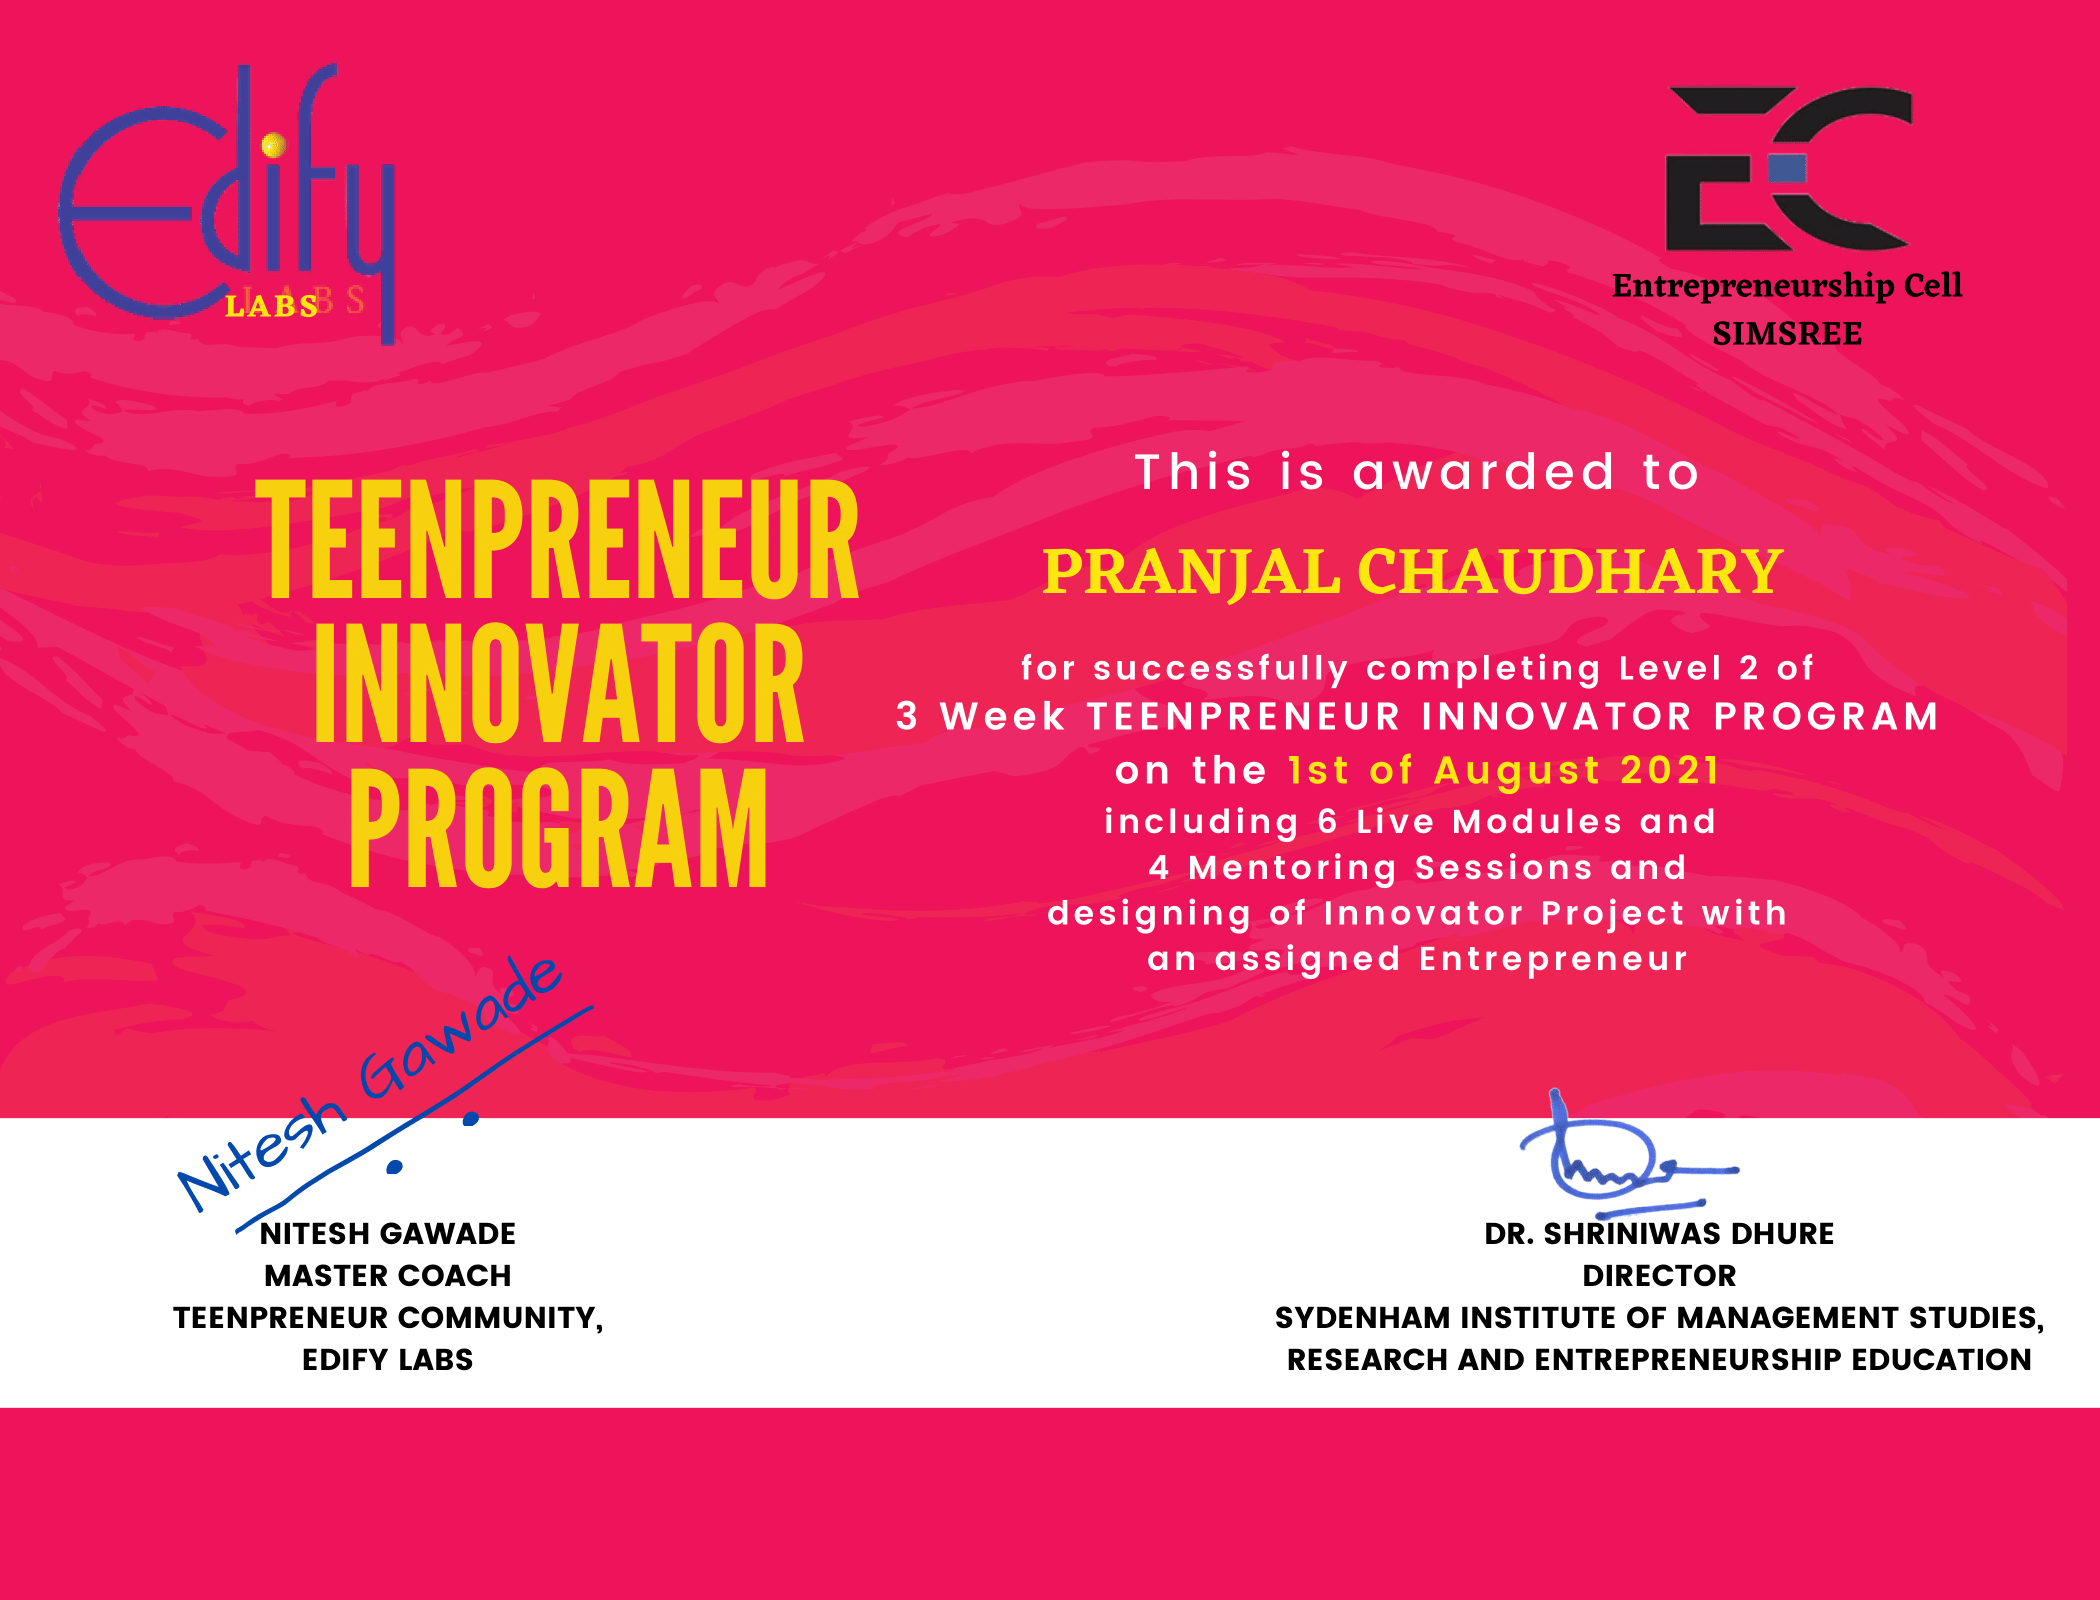 Edify
LABS
Entrepreneurship Cell
SIMSREE
TEENPRENEUR
INNOVATOR
PROGRAM
This is awarded to
PRANJAL CHAUDHARY
for successfully completing Level 2 of
3 Week TEENPRENEUR INNOVATOR PROGRAM
on the 1st of August 2021
including 6 Live Modules and
4 Mentoring Sessions and
designing of Innovator Project with
an assigned Entrepreneur
Nitesh Gawade
NITESH GAWADE
MASTER COACH
TEENPRENEUR COMMUNITY,
EDIFY LABS
DR. SHRINIWAS DHURE
DIRECTOR
SYDENHAM INSTITUTE OF MANAGEMENT STUDIES,
RESEARCH AND ENTREPRENEURSHIP EDUCATION